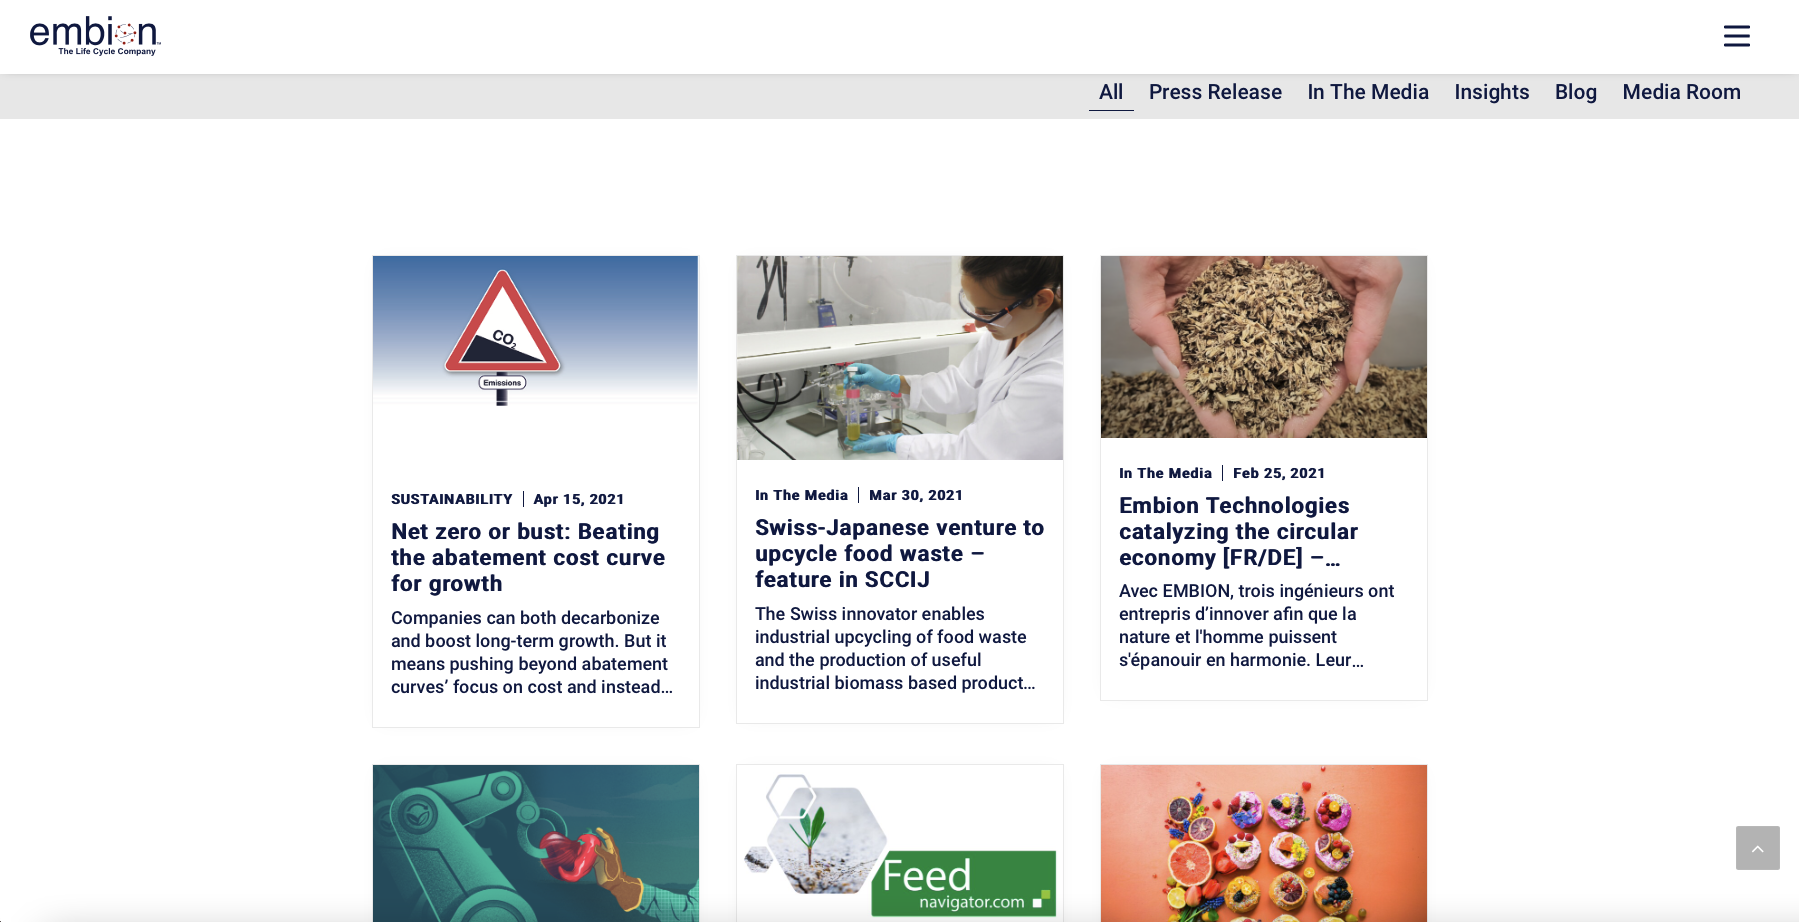 embion™
The Life Cycle Company
All Press Release In The Media Insights Blog Media Room
CO2
Emissions
SUSTAINABILITY | Apr 15, 2021
Net zero or bust: Beating
the abatement cost curve
for growth
Companies can both decarbonize
and boost long-term growth. But it
means pushing beyond abatement
curves’ focus on cost and instead...
In The Media | Mar 30, 2021
Swiss-Japanese venture to
upcycle food waste –
feature in SCCIJ
The Swiss innovator enables
industrial upcycling of food waste
and the production of useful
industrial biomass based product...
In The Media | Feb 25, 2021
Embion Technologies
catalyzing the circular
economy [FR/DE] –...
Avec EMBION, trois ingénieurs ont
entrepris d’innover afin que la
nature et l'homme puissent
s'épanouir en harmonie. Leur...
Feed
navigator.com